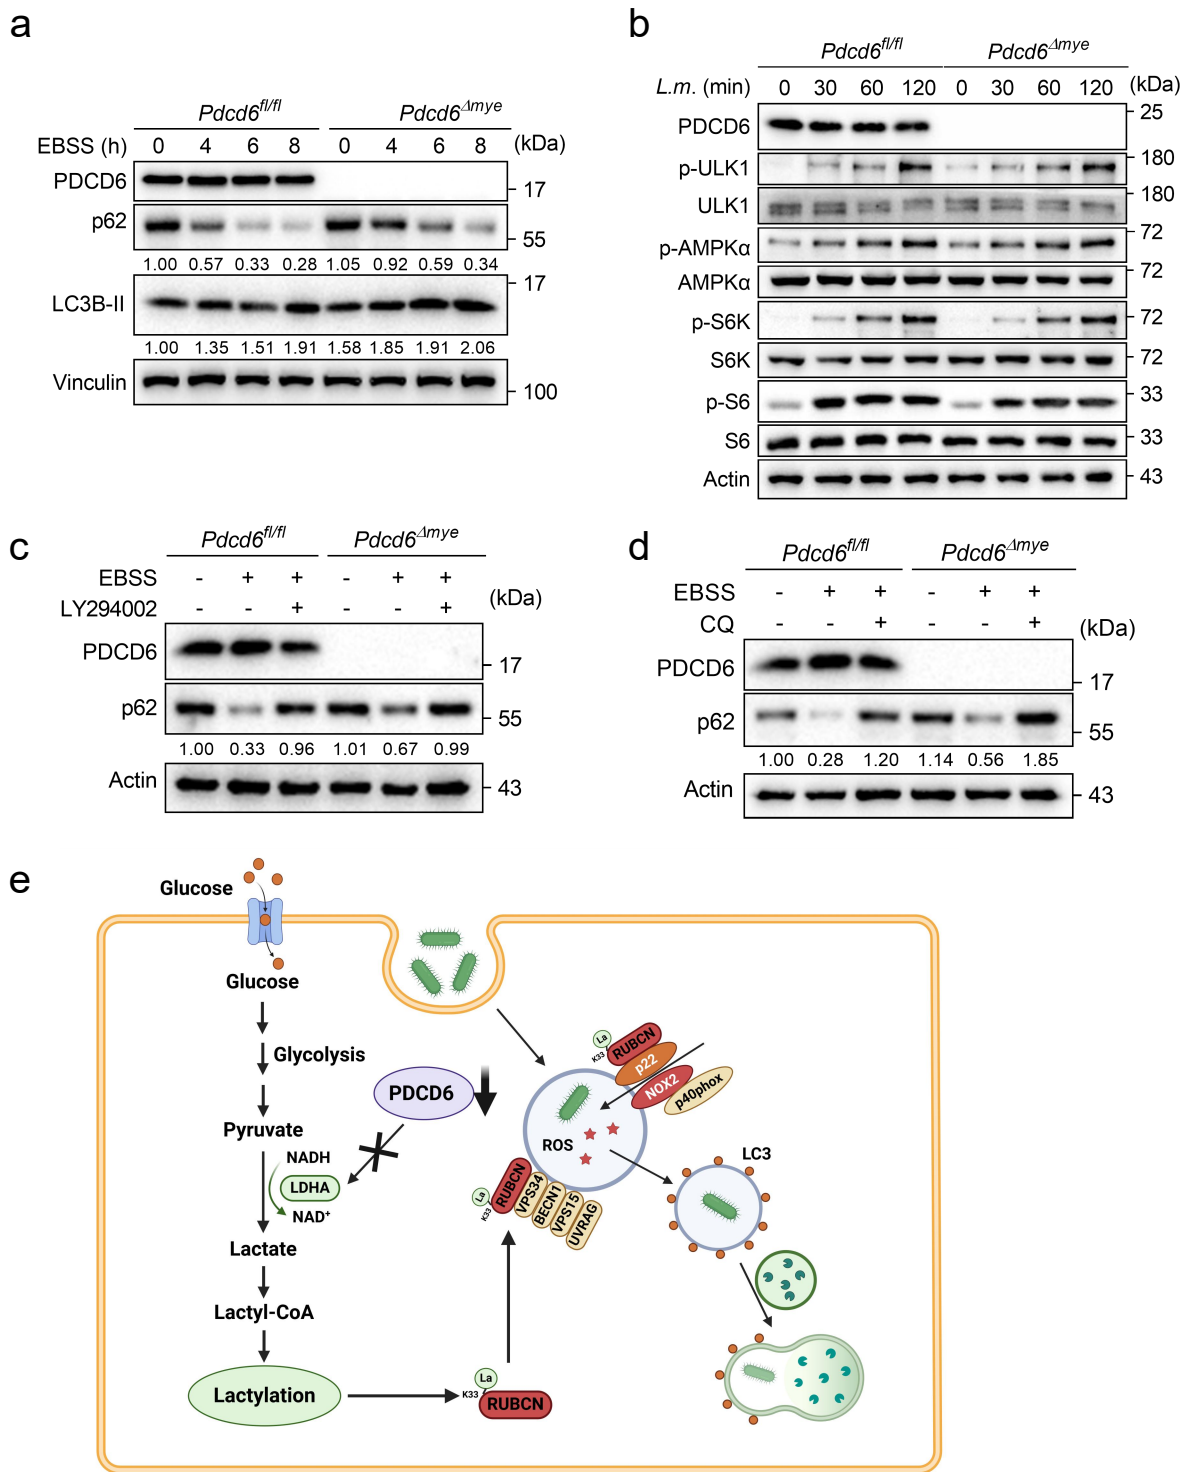 a
Pdcd6fl/fl Pdcd6Δmye
EBSS (h) 0 4 6 8 0 4 6 8 (kDa)
PDCD6 17
p62 55
1.00 0.57 0.33 0.28 1.05 0.92 0.59 0.34
LC3B-II 17
1.00 1.35 1.51 1.91 1.58 1.85 1.91 2.06
Vinculin 100
b
Pdcd6fl/fl Pdcd6Δmye
L.m. (min) 0 30 60 120 0 30 60 120 (kDa)
PDCD6 25
p-ULK1 180
ULK1 180
p-AMPKα 72
AMPKα 72
p-S6K 72
S6K 72
p-S6 33
S6 33
Actin 43
c
Pdcd6fl/fl Pdcd6Δmye
EBSS - + + - + +
LY294002 - - + - - + (kDa)
PDCD6 17
p62 55
1.00 0.33 0.96 1.01 0.67 0.99
Actin 43
d
Pdcd6fl/fl Pdcd6Δmye
EBSS - + + - + +
CQ - - + - - + (kDa)
PDCD6 17
p62 55
1.00 0.28 1.20 1.14 0.56 1.85
Actin 43
e
Glucose
Glucose
Glycolysis
Pyruvate
NADH
LDHA
NAD+
Lactate
Lactyl-CoA
Lactylation
PDCD6
La
K33
RUBCN
p22
NOX2
p40phox
ROS
La
K33
RUBCN
VPS34
BECN1
VPS15
UVRAG
LC3
La
K33
RUBCN